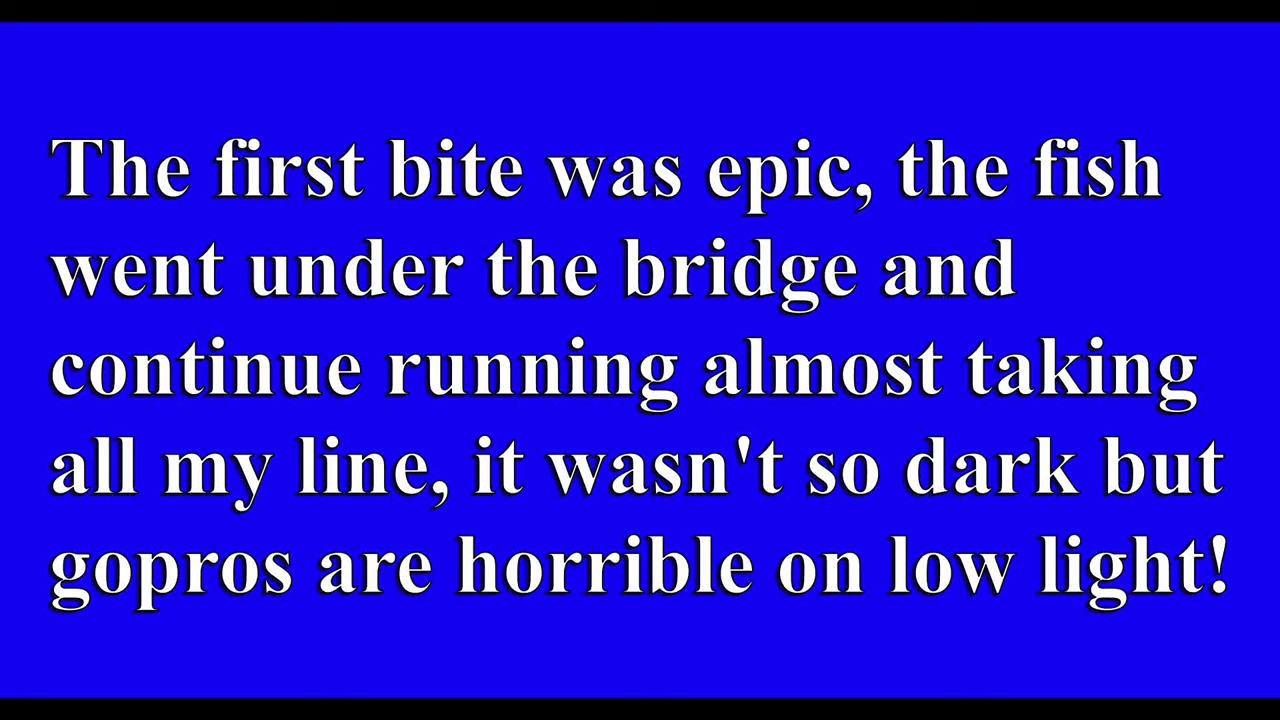 The first bite was epic, the fish
went under the bridge and
continue running almost taking
all my line, it wasn't so dark but
gopros are horrible on low light!